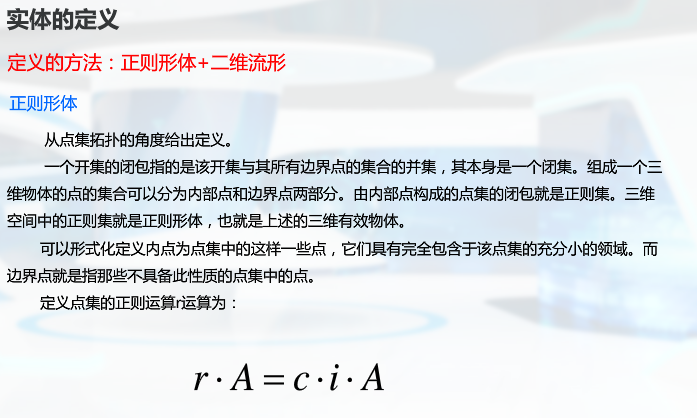 实体的定义
定义的方法：正则形体+二维流形
正则形体
从点集拓扑的角度给出定义。
一个开集的闭包指的是该开集与其所有边界点的集合的并集，其本身是一个闭集。组成一个三
维物体的点的集合可以分为内部点和边界点两部分。由内部点构成的点集的闭包就是正则集。三维
空间中的正则集就是正则形体，也就是上述的三维有效物体。
可以形式化定义内点为点集中的这样一些点，它们具有完全包含于该点集的充分小的领域。而
边界点就是指那些不具备此性质的点集中的点。
定义点集的正则运算r运算为：
r · A = c · i · A